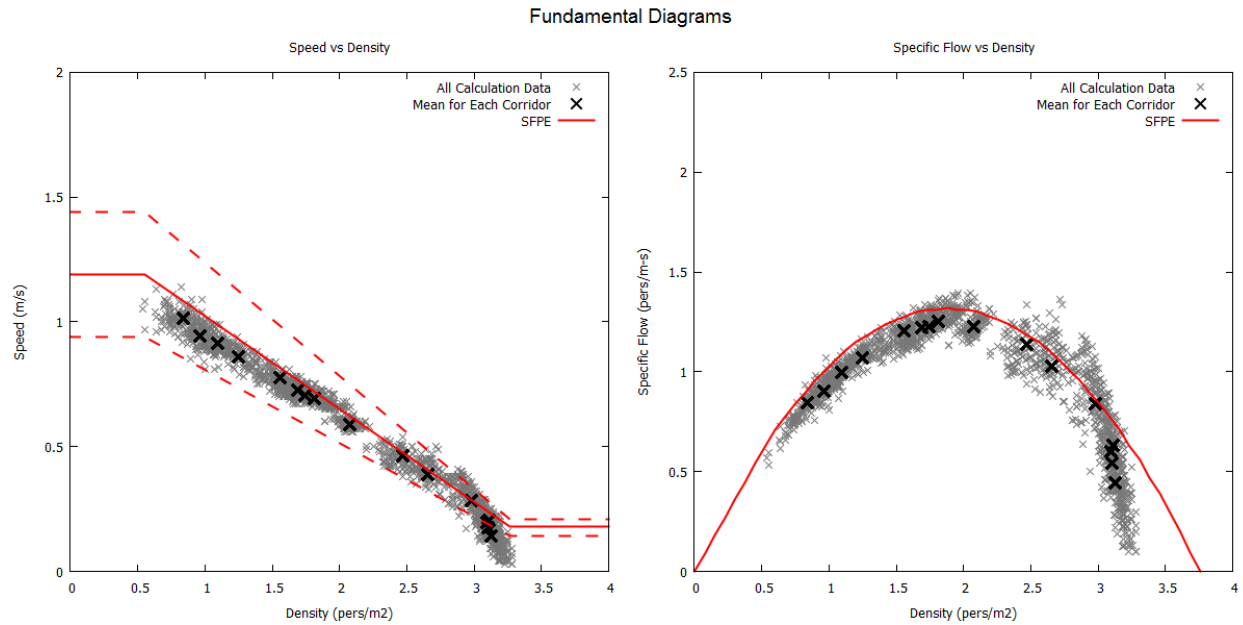 Fundamental Diagrams
Speed vs Density
2
1.5
1
0.5
0
0
0.5
1
1.5
2
2.5
3
3.5
4
Speed (m/s)
Density (pers/m2)
All Calculation Data
Mean for Each Corridor
SFPE
Specific Flow vs Density
2.5
2
1.5
1
0.5
0
0
0.5
1
1.5
2
2.5
3
3.5
4
Specific Flow (pers/m-s)
Density (pers/m2)
All Calculation Data
Mean for Each Corridor
SFPE